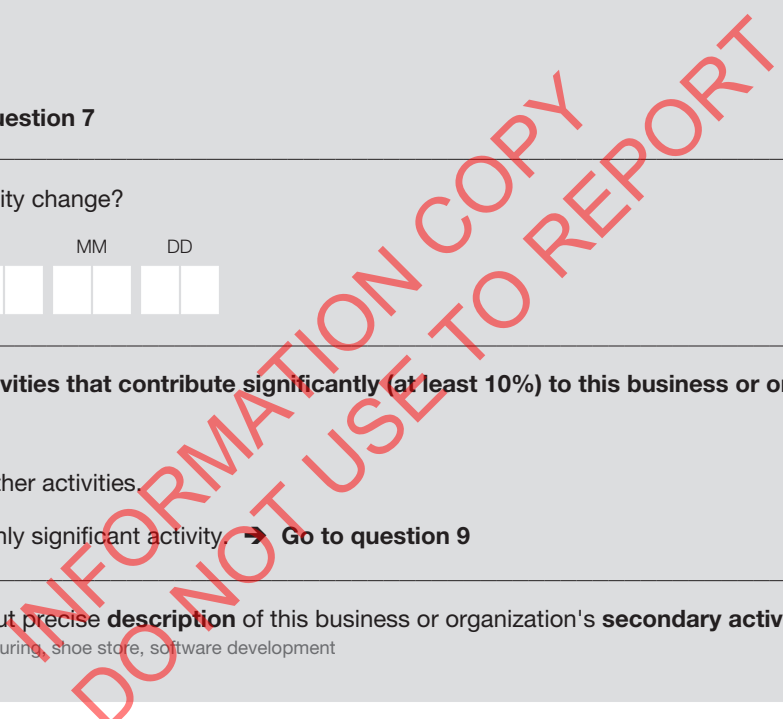 uestion 7
ity change?
MM DD
vities that contribute significantly (at least 10%) to this business or or
ther activities.
nly significant activity. ➔ Go to question 9
ut precise description of this business or organization's secondary activ
uring, shoe store, software development
INFORMATION COPY
DO NOT USE TO REPORT